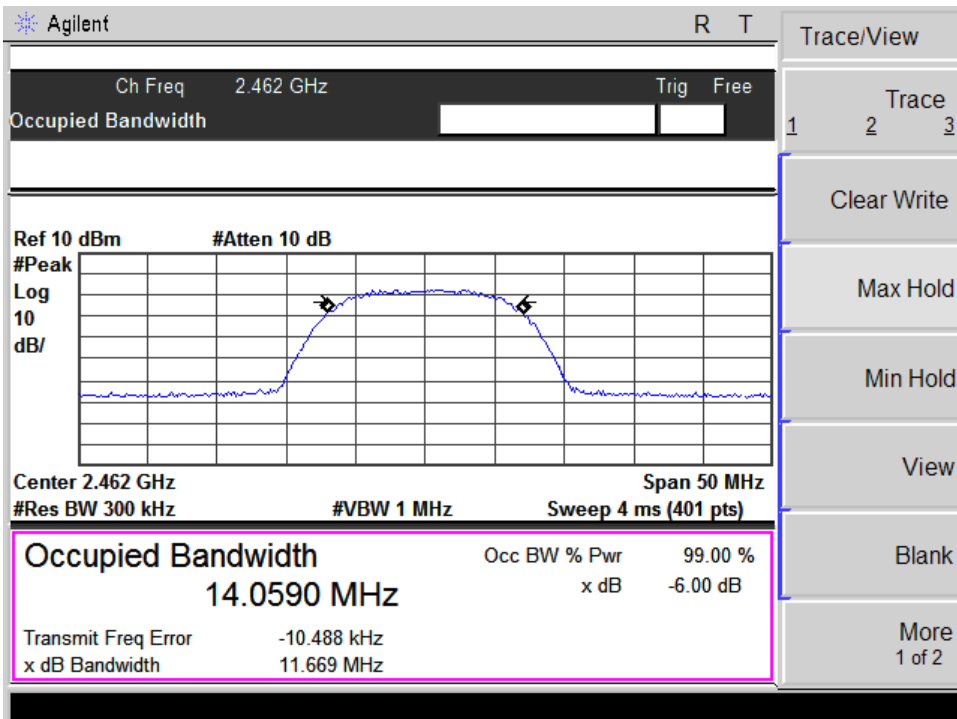 Agilent R T
Ch Freq 2.462 GHz Trig Free
Occupied Bandwidth
Ref 10 dBm #Atten 10 dB
#Peak
Log
10
dB/
Center 2.462 GHz Span 50 MHz
#Res BW 300 kHz #VBW 1 MHz Sweep 4 ms (401 pts)
Occupied Bandwidth Occ BW % Pwr 99.00 %
14.0590 MHz x dB -6.00 dB
Transmit Freq Error -10.488 kHz
x dB Bandwidth 11.669 MHz
Trace/View
Trace
1 2 3
Clear Write
Max Hold
Min Hold
View
Blank
More
1 of 2